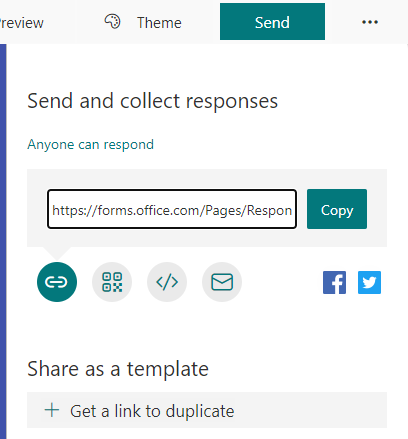 review Theme Send
Send and collect responses
Anyone can respond
https://forms.office.com/Pages/Respon Copy
Share as a template
Get a link to duplicate